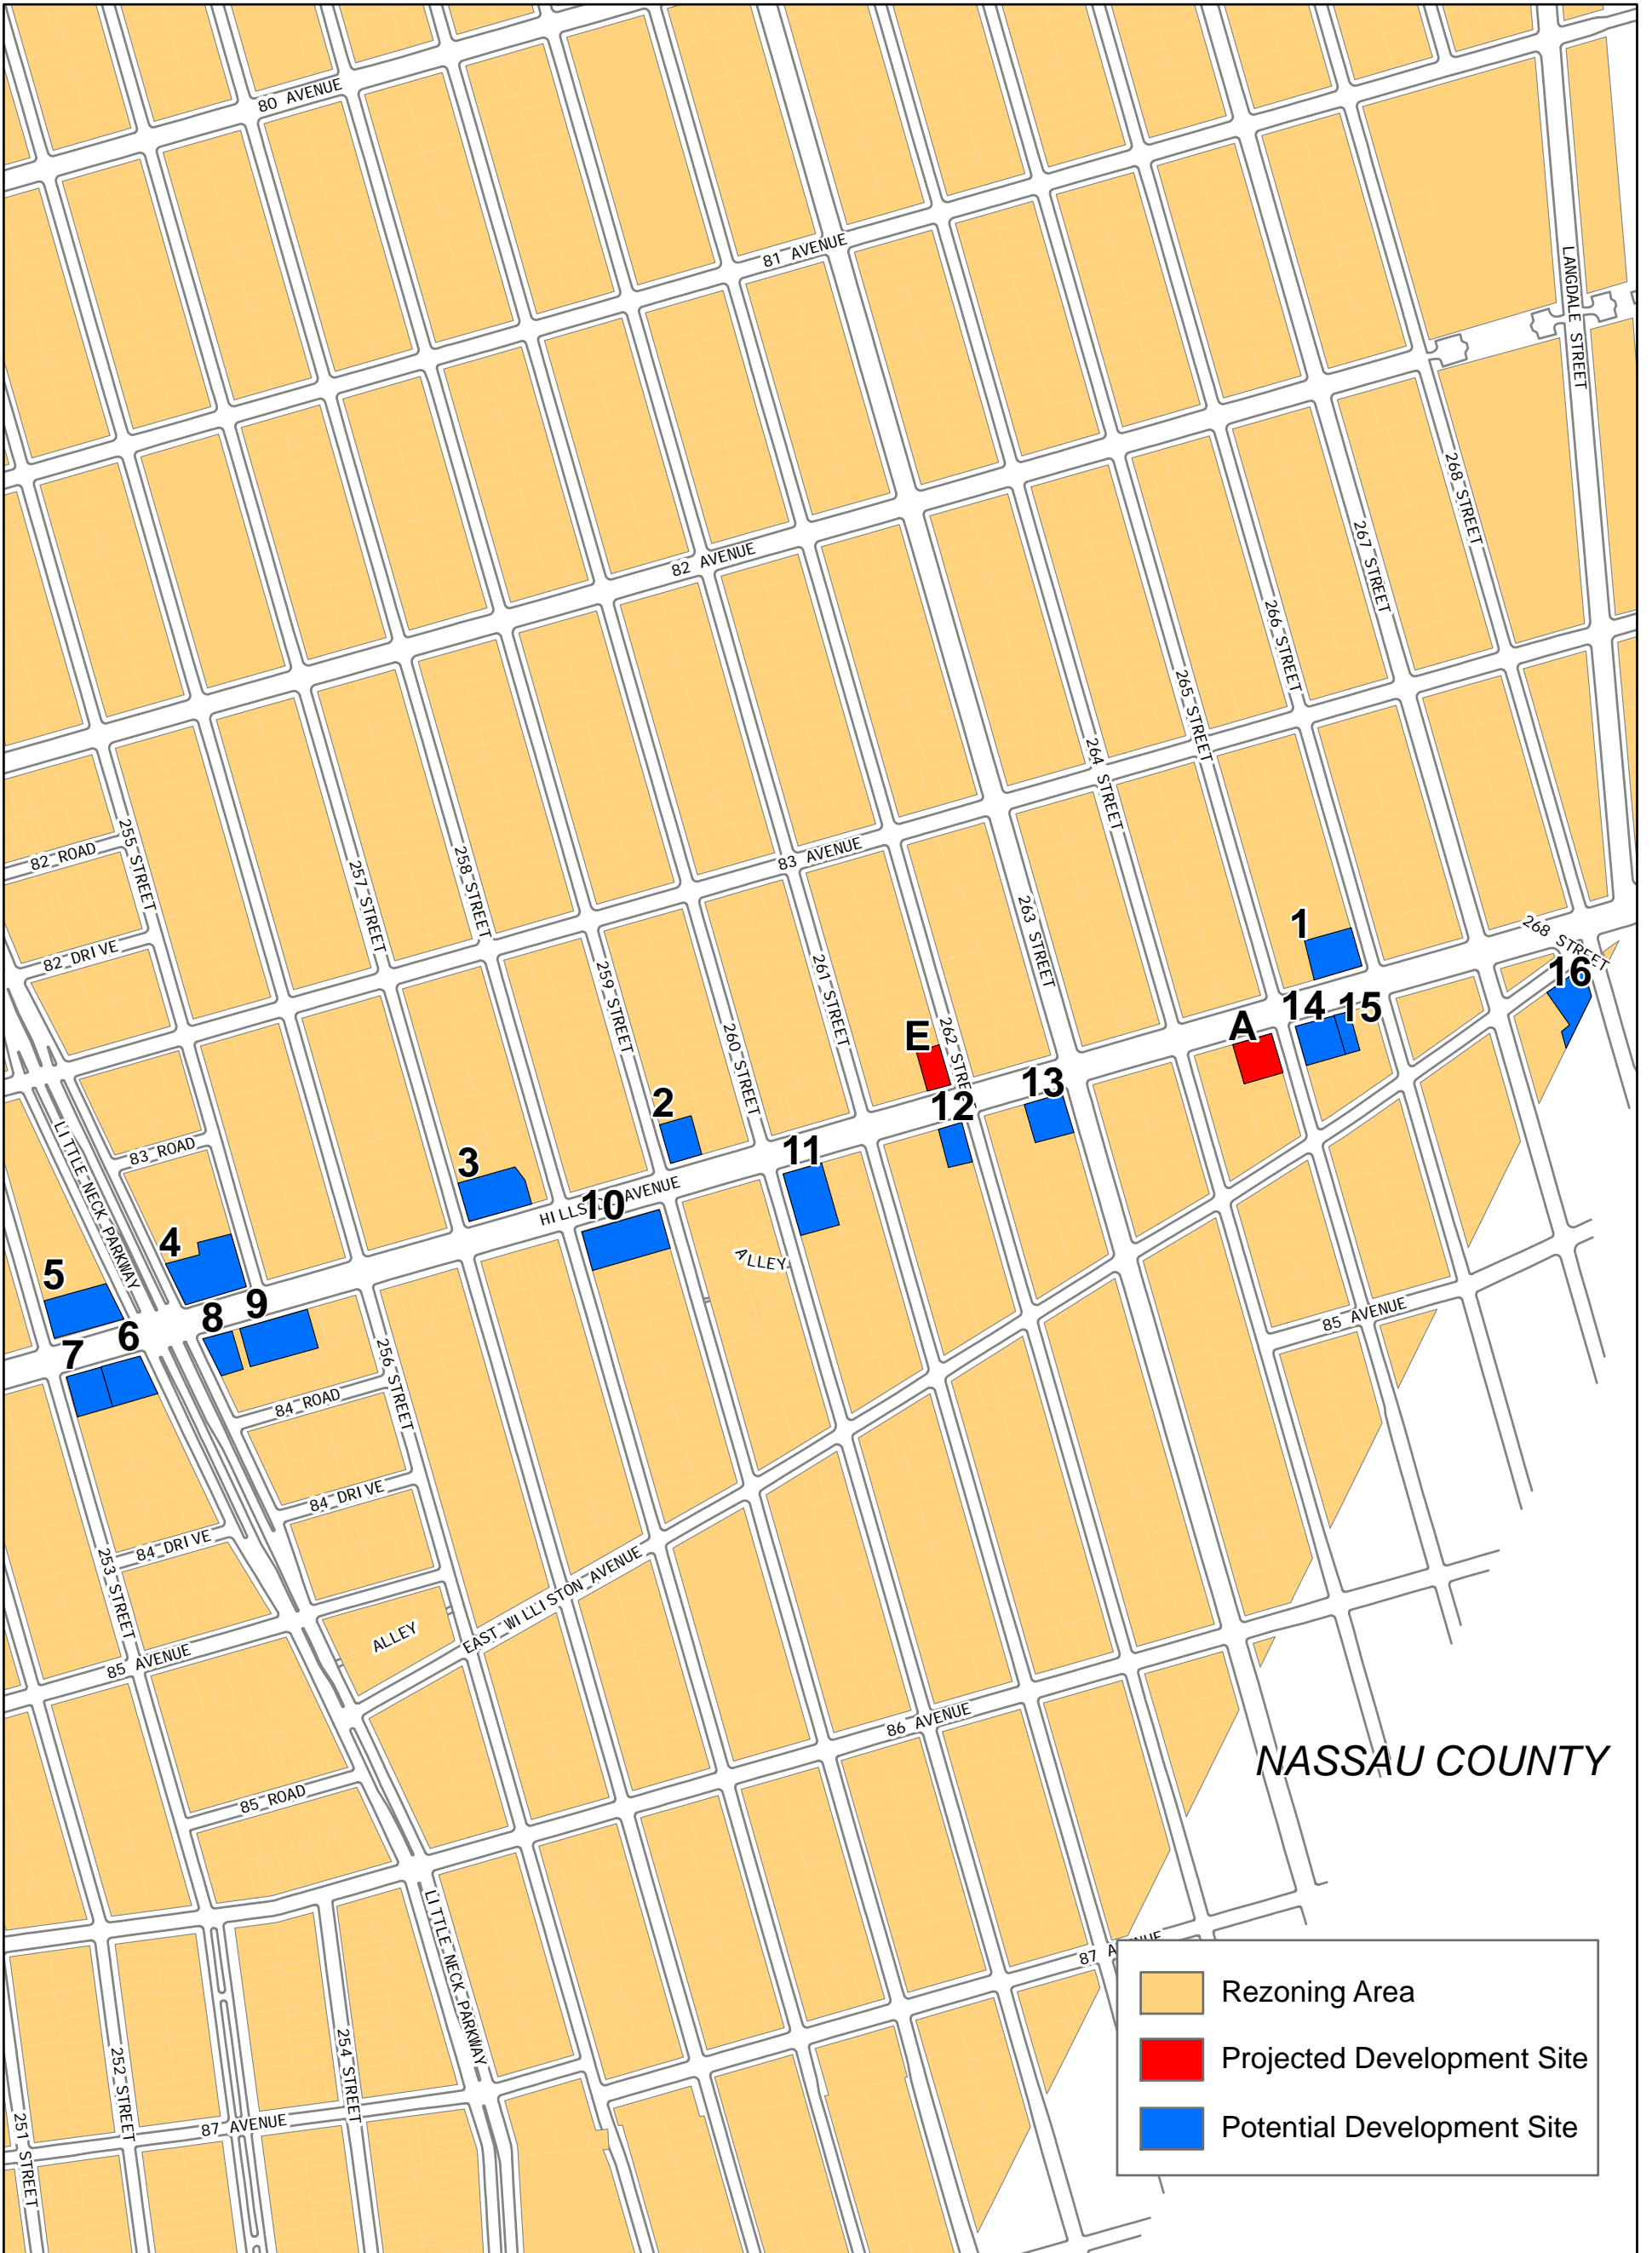 80 AVENUE
81 AVENUE
LANGDALE STREET
82 AVENUE
268 STREET
267 STREET
266 STREET
265 STREET
264 STREET
255 STREET
82 ROAD
257 STREET
258 STREET
83 AVENUE
82 DRIVE
263 STREET
1
268 STREET
259 STREET
261 STREET
16
260 STREET
262 STREE
E
A
14
15
LITTLE NECK PARKWAY
83 ROAD
2
12
13
3
11
HILLS
AVENUE
10
4
ALLEY
5
8
9
6
7
256 STREET
85 AVENUE
84 ROAD
84 DRIVE
84 DRIVE
253 STREET
EAST WILLISTON AVENUE
ALLEY
85 AVENUE
86 AVENUE
NASSAU COUNTY
85 ROAD
LITTLE NECK PARKWAY
87 A
NUE
Rezoning Area
Projected Development Site
Potential Development Site
254 STREET
252 STREET
87 AVENUE
251 STREET